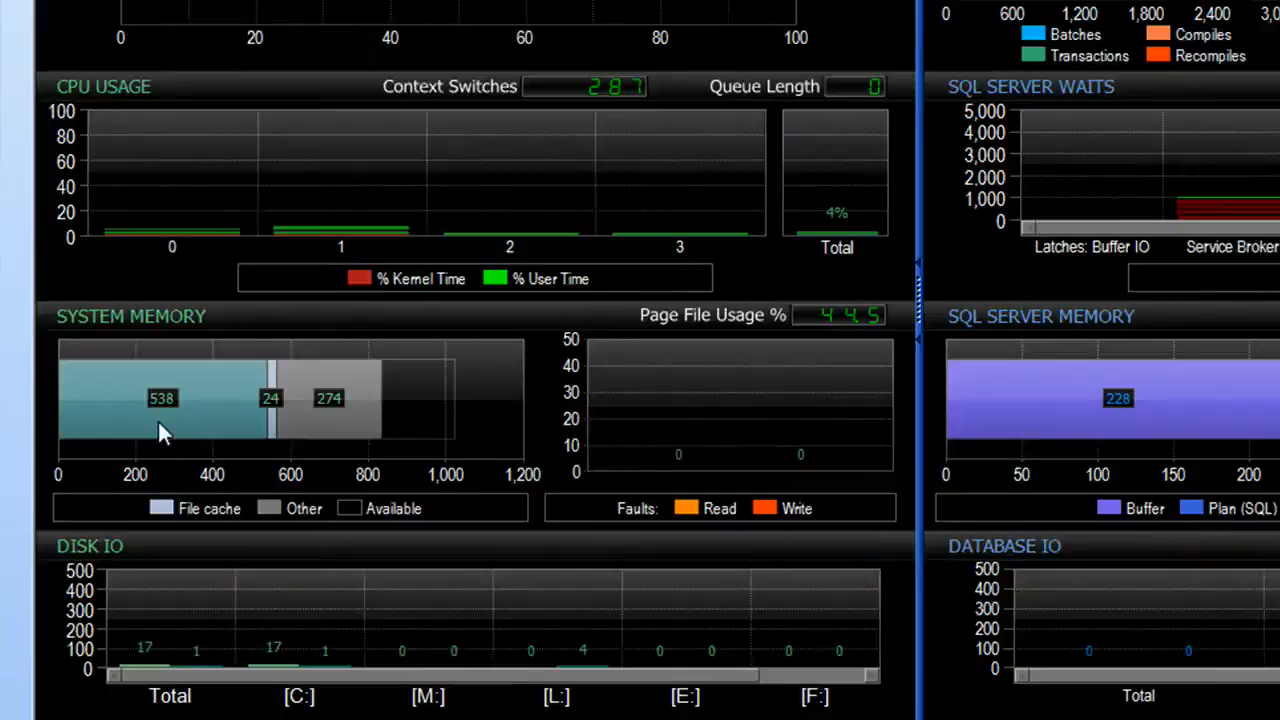 0 20 40 60 80 100
CPU USAGE Context Switches 287 Queue Length 0
100
80
60
40
20
0
4%
0 1 2 3 Total
% Kernel Time % User Time
SYSTEM MEMORY Page File Usage % 44.5
538 24 274
0 200 400 600 800 1,000 1,200
File cache Other Available
50
40
30
20
10
0
0 0
Faults: Read Write
DISK IO
500
400
300
200
100
0
17 1 17 1 0 0 0 4 0 0 0 0
Total [C:] [M:] [L:] [E:] [F:]
0 600 1,200 1,800 2,400 3,0
Batches Compiles
Transactions Recompiles
SQL SERVER WAITS
5,000
4,000
3,000
2,000
1,000
0
Latches: Buffer IO Service Broker
SQL SERVER MEMORY
228
0 50 100 150 200
Buffer Plan (SQL)
DATABASE IO
500
400
300
200
100
0
0 0
Total